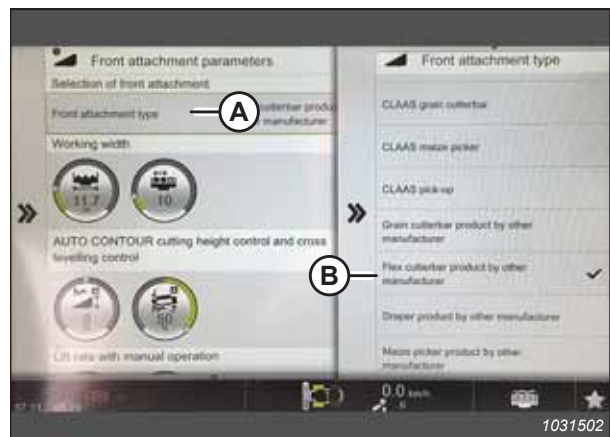 Front attachment parameters
Selection of front attachment
Front attachment type
cutterbar produ
manufacturer
A
Working width
11.7
10
AUTO CONTOUR cutting height control and cross
levelling control
50
Lift rate with manual operation
Front attachment type
CLAAS grain cutterbar
CLAAS maize picker
CLAAS pick-up
Grain cutterbar product by other
manufacturer
B
Flex cutterbar product by other
manufacturer
Draper product by other manufacturer
Maize picker product by other
manufacturer
0.0 km/h
1031502